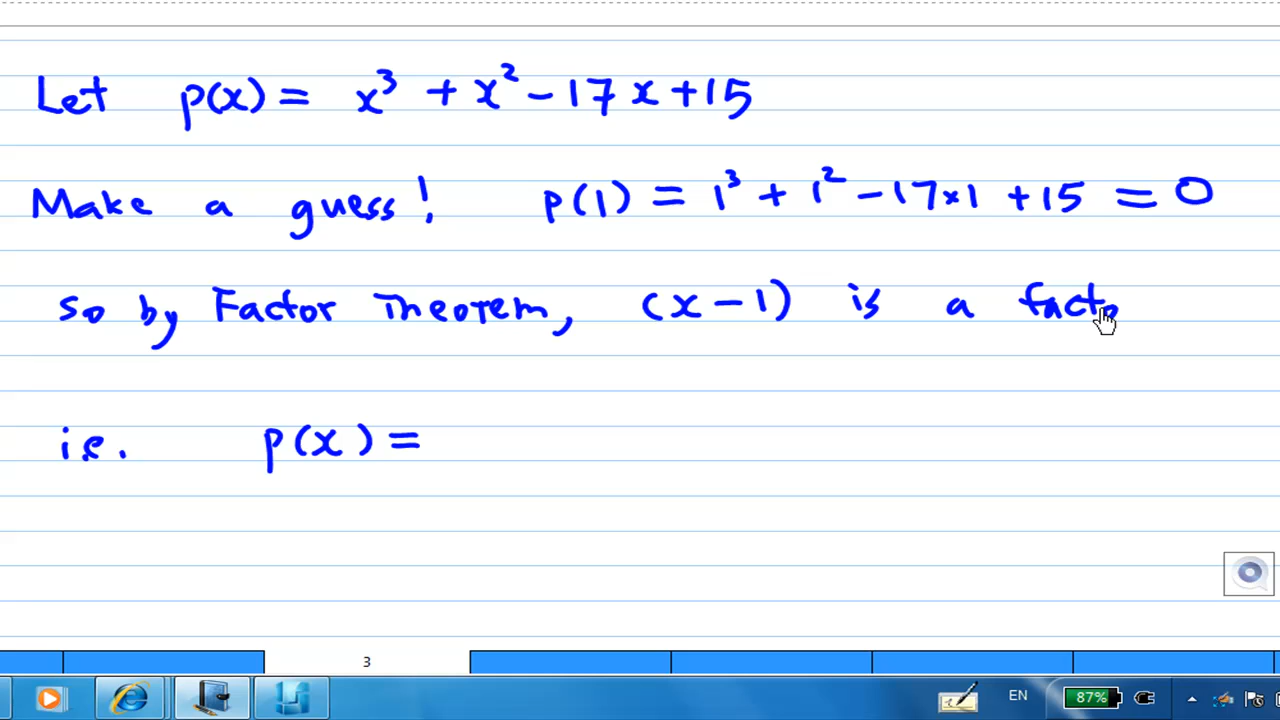 Let p(x) = x³ + x² - 17x + 15
Make a guess! p(1) = 1³ + 1² - 17×1 + 15 = 0
so by Factor Theorem, (x - 1) is a facto
i.e. p(x) =
3
EN 87%